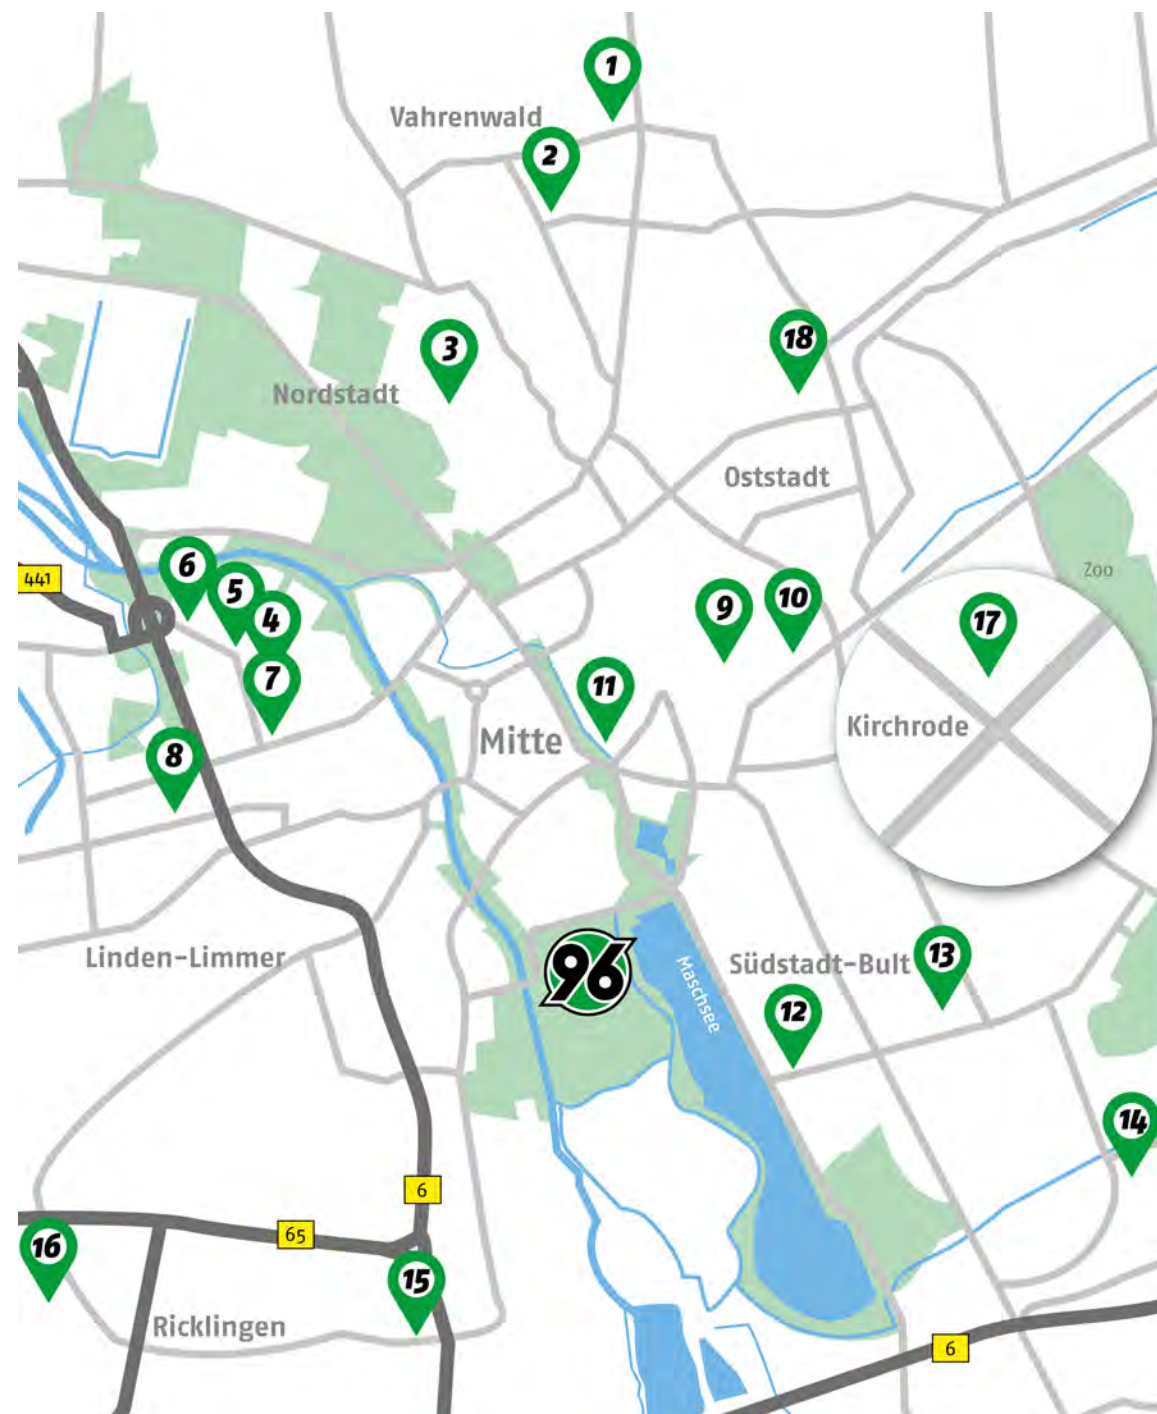 1
Vahrenwald
2
18
3
Nordstadt
Oststadt
6
441
Zoo
5
9
10
4
17
7
11
Kirchrode
Mitte
8
Linden-Limmer
96
Maschsee
Südstadt-Bult
13
12
14
6
65
16
15
Ricklingen
6